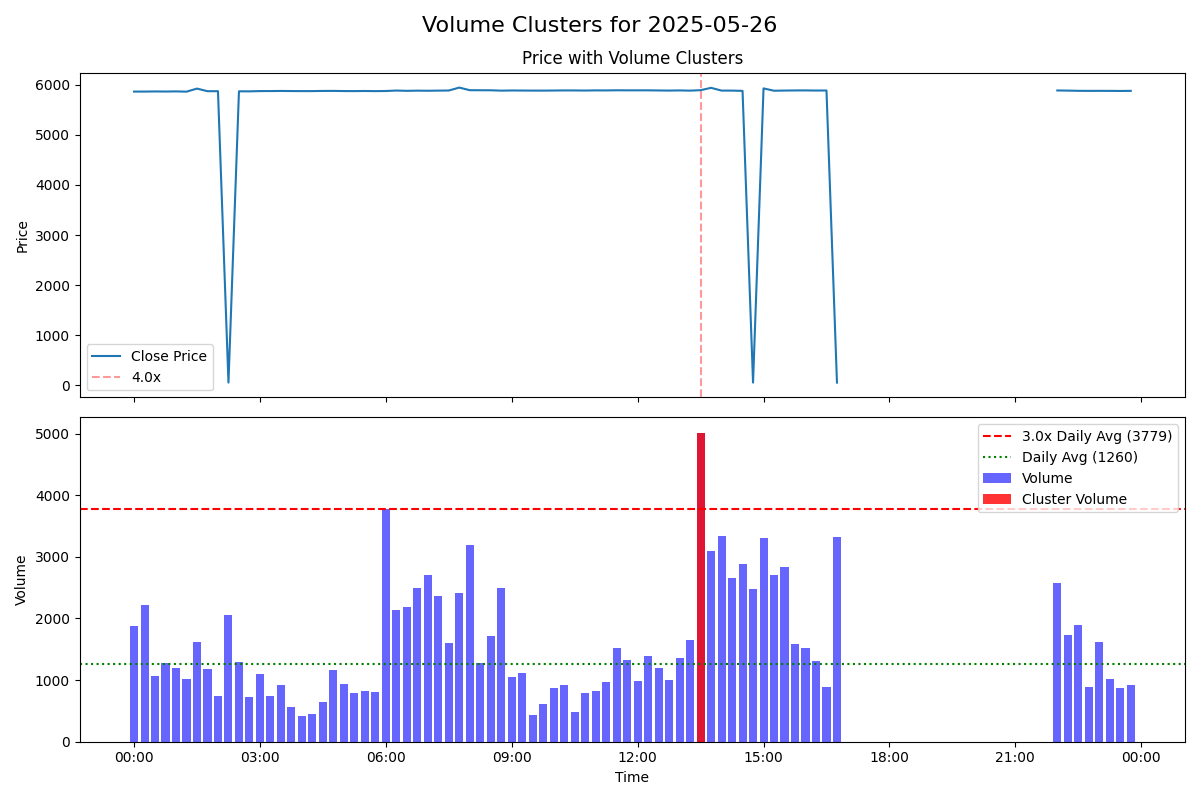 Volume Clusters for 2025-05-26
Price with Volume Clusters
6000
5000
4000
3000
2000
1000
0
Price
Close Price
4.0x
5000
4000
3000
2000
1000
0
Volume
3.0x Daily Avg (3779)
Daily Avg (1260)
Volume
Cluster Volume
00:00 03:00 06:00 09:00 12:00 15:00 18:00 21:00 00:00
Time